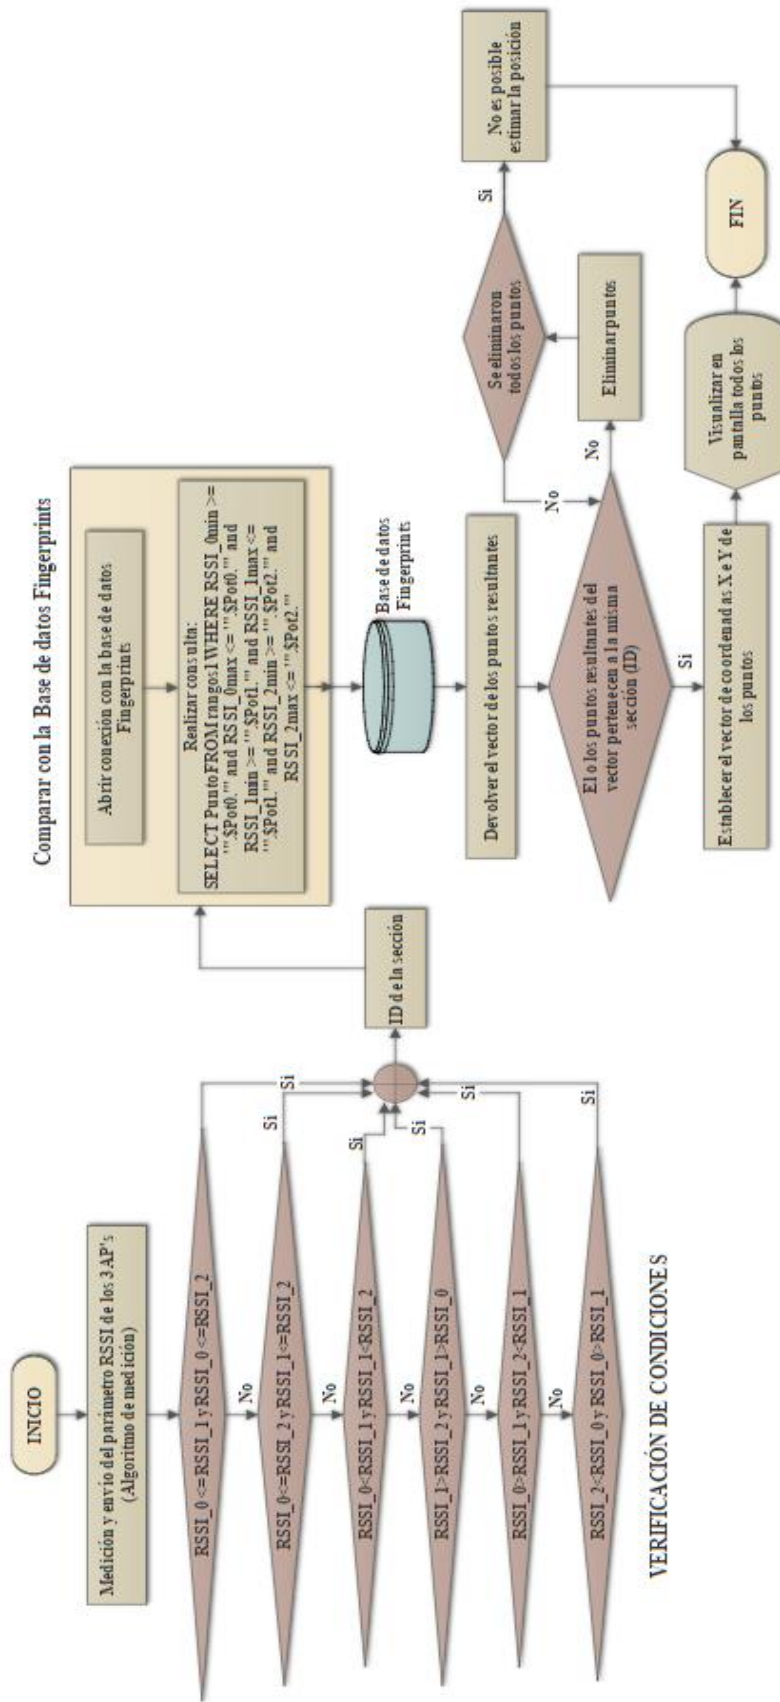 INICIO
Medición y envio del parámetro RSSI de los 3 AP's
(Algoritmo de medición)
RSSI_0<=RSSI_1 y RSSI_0<=RSSI_2
Si
No
RSSI_0<=RSSI_2 y RSSI_1<=RSSI_2
Si
No
RSSI_0<RSSI_1 y RSSI_1<RSSI_2
Si
No
RSSI_1>RSSI_2 y RSSI_1>RSSI_0
Si
No
RSSI_0>RSSI_1 y RSSI_2<RSSI_1
Si
No
RSSI_2<RSSI_0 y RSSI_0>RSSI_1
Si
VERIFICACIÓN DE CONDICIONES
ID de la sección
Comparar con la Base de datos Fingerprints
Abrir conexión con la base de datos
Fingerprints
Realizar consulta:
SELECT Punto FROM rangos1 WHERE RSSI_0min >=
'".$Pot0."' and RSSI_0max <= '".$Pot0."' and
RSSI_1min >= '".$Pot1."' and RSSI_1max <=
'".$Pot1."' and RSSI_2min >= '".$Pot2."' and
RSSI_2max <= '".$Pot2."'
Base de datos
Fingerprints
Devolver el vector de los puntos resultantes
El o los puntos resultantes del
vector pertenecen a la misma
sección (ID)
No
Eliminar puntos
Se eliminaron
todos los puntos
No
Si
No es posible
estimar la posición
Si
Establecer el vector de coordenadas X e Y de
los puntos
Visualizar en
pantalla todos los
puntos
FIN